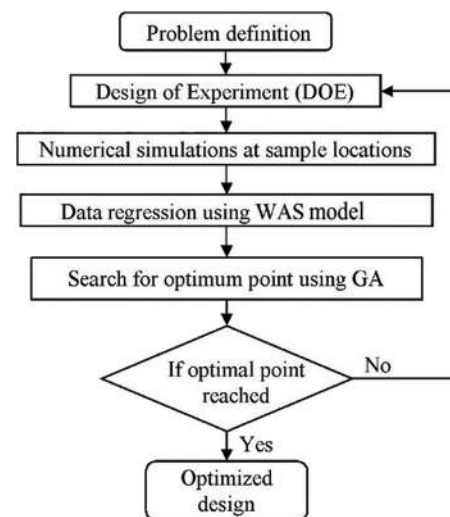 Problem definition
Design of Experiment (DOE)
Numerical simulations at sample locations
Data regression using WAS model
Search for optimum point using GA
If optimal point
reached
No
Yes
Optimized
design